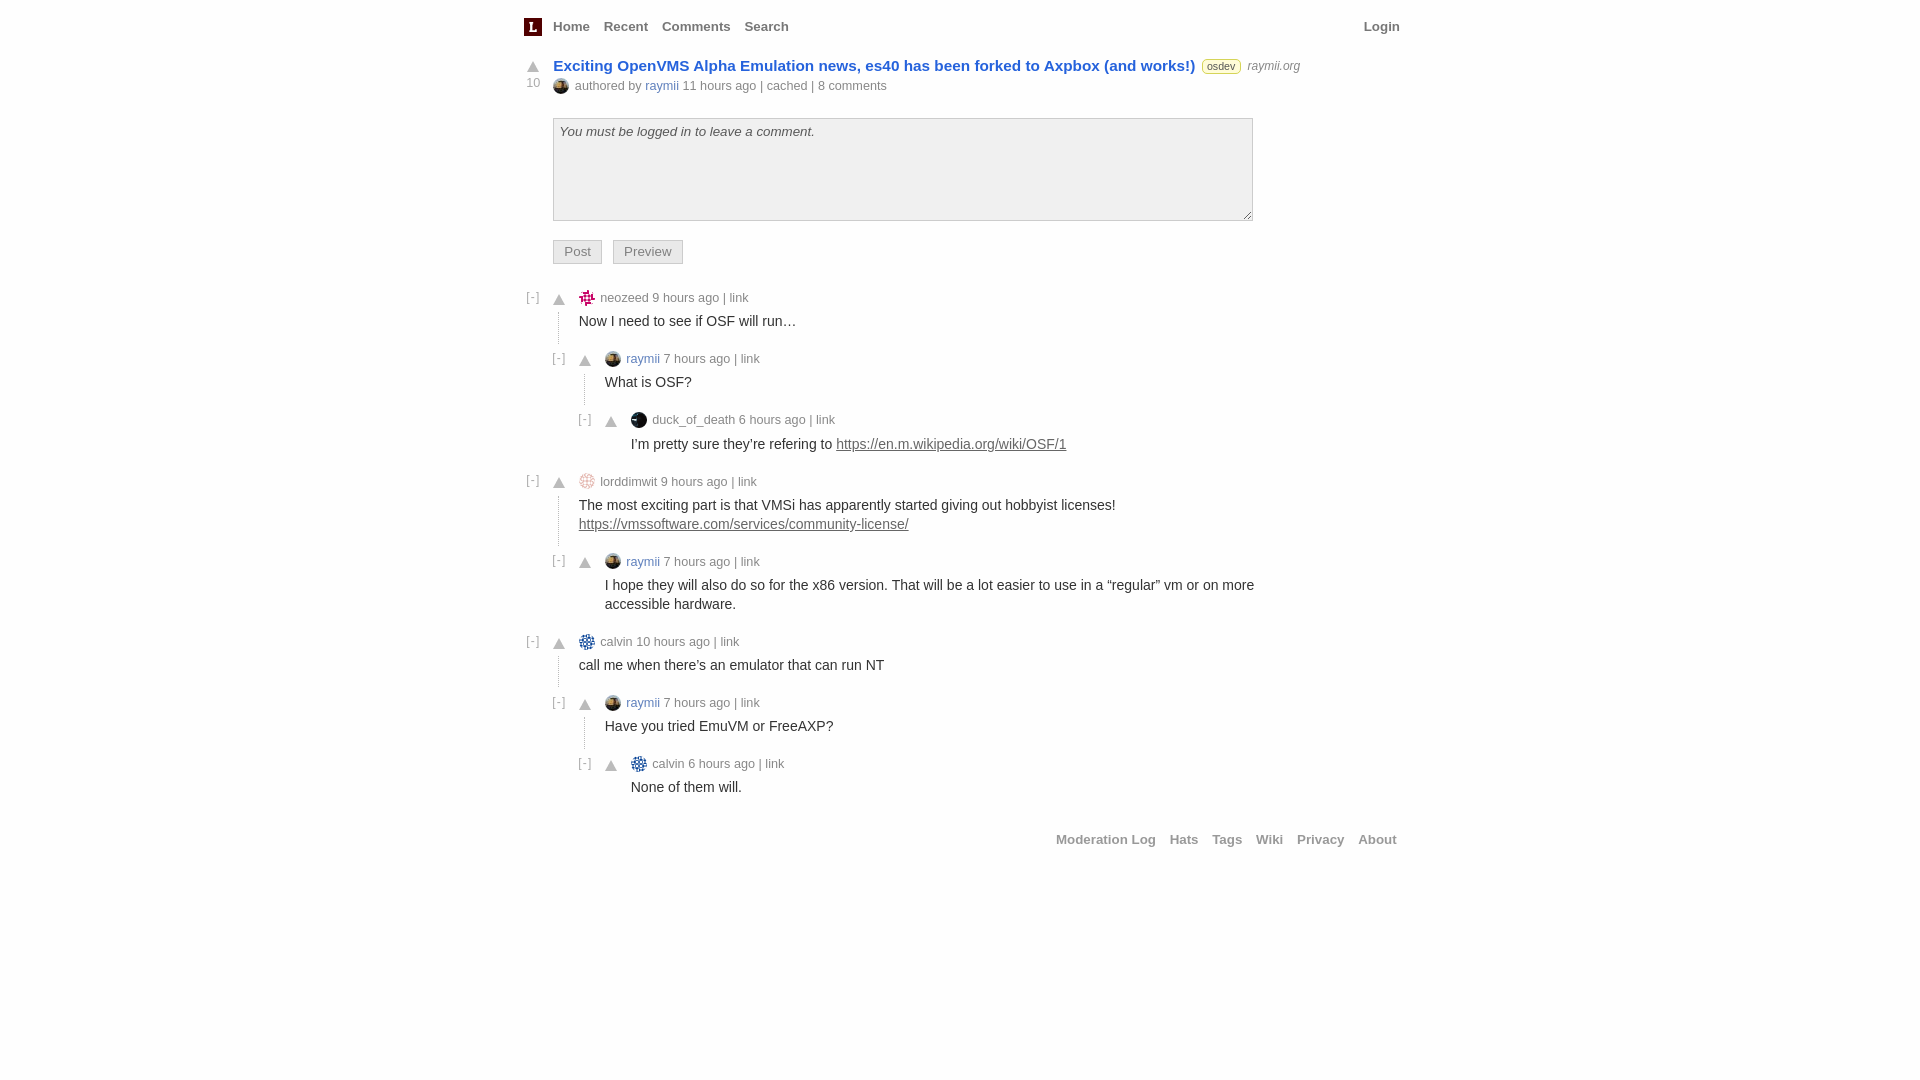 L Home Recent Comments Search Login
Exciting OpenVMS Alpha Emulation news, es40 has been forked to Axpbox (and works!) osdev raymii.org
10
authored by raymii 11 hours ago | cached | 8 comments
You must be logged in to leave a comment.
Post Preview
[-] neozeed 9 hours ago | link
Now I need to see if OSF will run…
[-] raymii 7 hours ago | link
What is OSF?
[-] duck_of_death 6 hours ago | link
I’m pretty sure they’re refering to https://en.m.wikipedia.org/wiki/OSF/1
[-] lorddimwit 9 hours ago | link
The most exciting part is that VMSi has apparently started giving out hobbyist licenses!
https://vmssoftware.com/services/community-license/
[-] raymii 7 hours ago | link
I hope they will also do so for the x86 version. That will be a lot easier to use in a “regular” vm or on more
accessible hardware.
[-] calvin 10 hours ago | link
call me when there’s an emulator that can run NT
[-] raymii 7 hours ago | link
Have you tried EmuVM or FreeAXP?
[-] calvin 6 hours ago | link
None of them will.
Moderation Log Hats Tags Wiki Privacy About